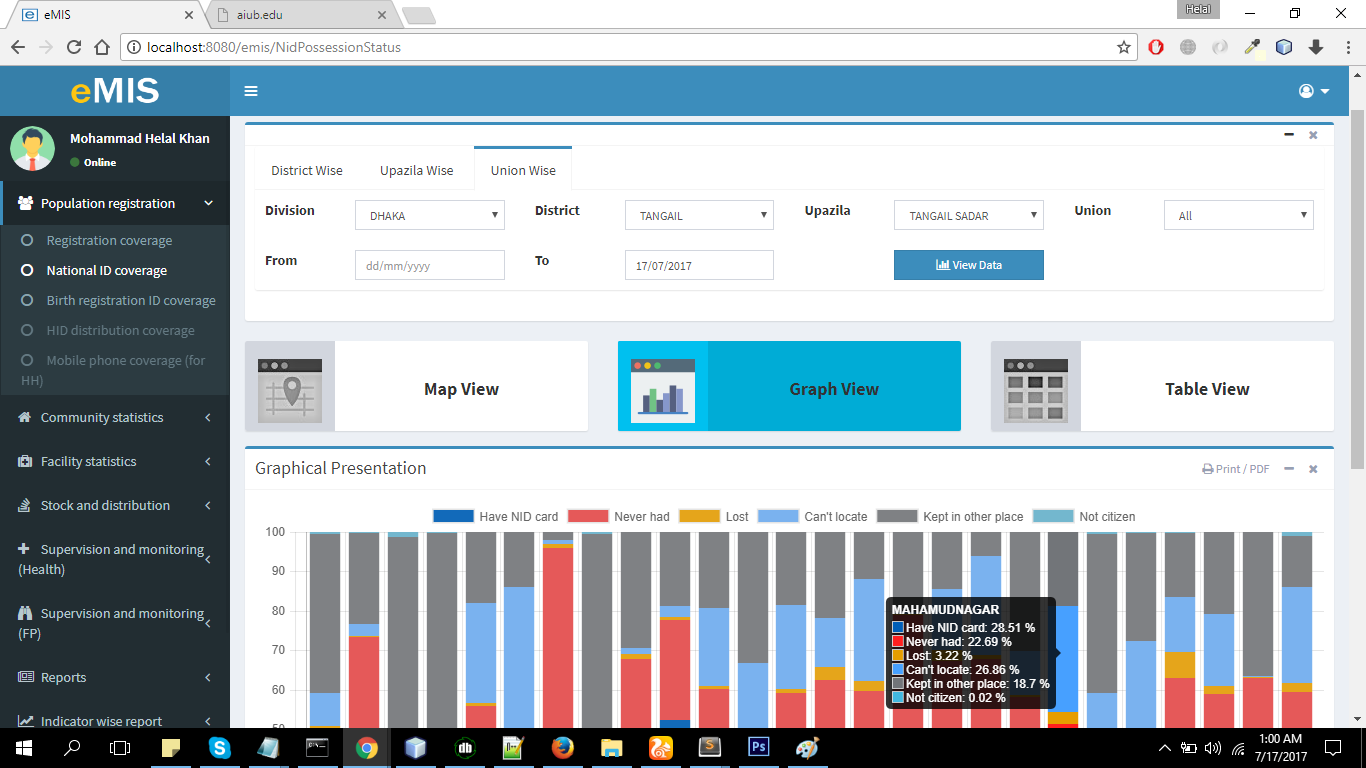 eMIS
aiub.edu
Helal
localhost:8080/emis/NidPossessionStatus
eMIS
Mohammad Helal Khan
Online
Population registration
Registration coverage
National ID coverage
Birth registration ID coverage
HID distribution coverage
Mobile phone coverage (for
HH)
Community statistics
Facility statistics
Stock and distribution
Supervision and monitoring
(Health)
Supervision and monitoring
(FP)
Reports
Indicator wise report
District Wise Upazila Wise Union Wise
Division DHAKA District TANGAIL Upazila TANGAIL SADAR Union All
From dd/mm/yyyy To 17/07/2017 View Data
Map View Graph View Table View
Graphical Presentation Print / PDF
Have NID card Never had Lost Can't locate Kept in other place Not citizen
100
90
80
70
60
50
MAHAMUDNAGAR
Have NID card: 28.51 %
Never had: 22.69 %
Lost: 3.22 %
Can't locate: 26.86 %
Kept in other place: 18.7 %
Not citizen: 0.02 %
S
db
S
Ps
1:00 AM
7/17/2017